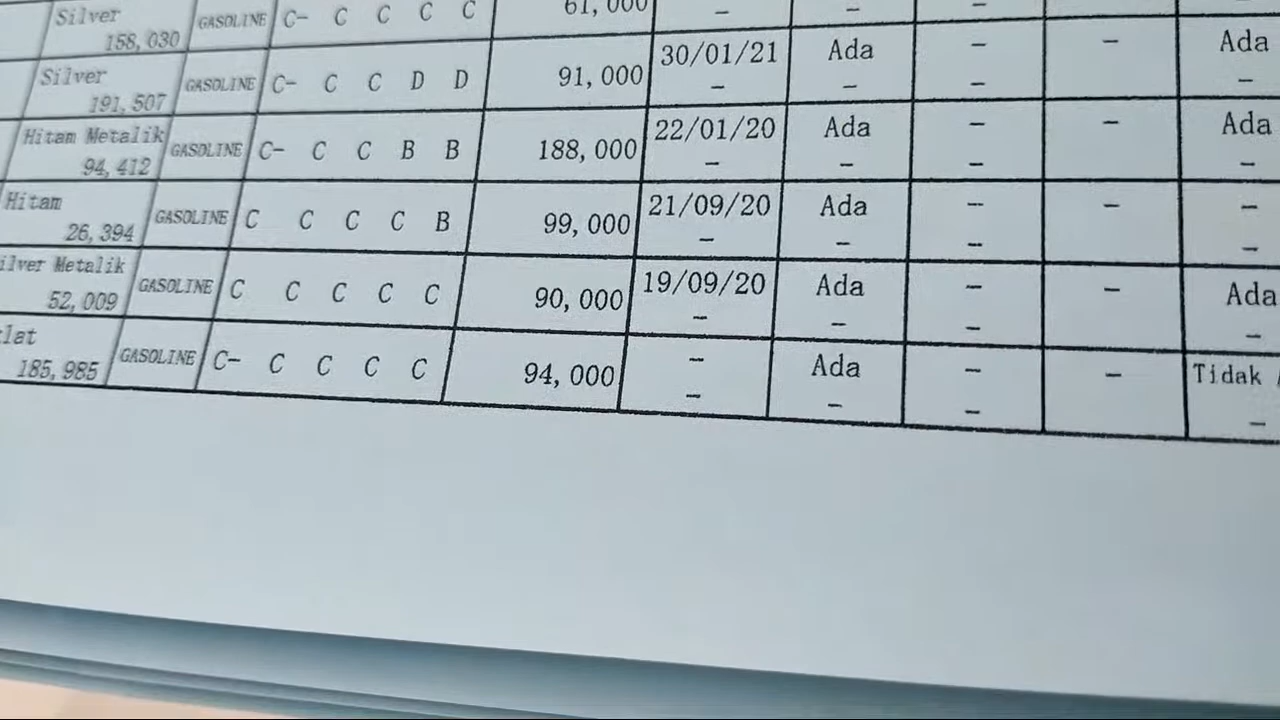 Silver GASOLINE C- C C C C 61,000 - - -
158,030 -
Silver GASOLINE C- C C D D 91,000 30/01/21 Ada - - Ada
191,507 - - - -
Hitam Metalik GASOLINE C- C C B B 188,000 22/01/20 Ada - - Ada
94,412 - - - -
Hitam GASOLINE C C C C B 99,000 21/09/20 Ada - - -
26,394 - - - -
ilver Metalik GASOLINE C C C C C 90,000 19/09/20 Ada - - Ada
52,009 - - - -
lat GASOLINE C- C C C C 94,000 - Ada - - Tidak
185,985 - - - -